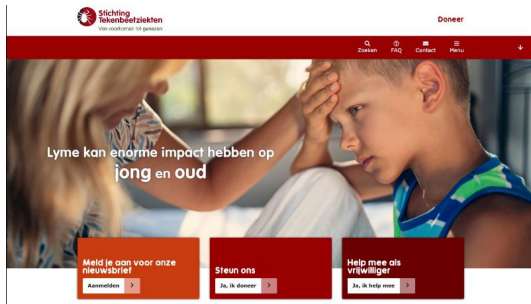 Stichting
Tekenbeetziekten
Van voorkomen tot genezen
Doneer
Zoeken
FAQ
Contact
Menu
Lyme kan enorme impact hebben op
jong en oud
Meld je aan voor onze
nieuwsbrief
Aanmelden
Steun ons
Ja, ik doneer
Help mee als
vrijwilliger
Ja, ik help mee